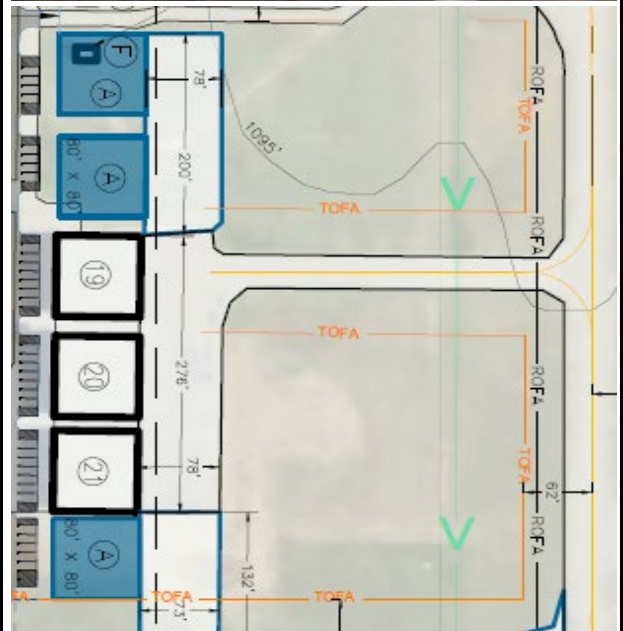 F
A
78'
200'
A
80' X 80'
1095'
ROFA
TOFA
TOFA
V
ROFA
19
20
21
276'
78'
TOFA
ROFA
TOFA
62'
ROFA
V
A
80' X 80'
132'
73'
FA
TOFA
TOFA